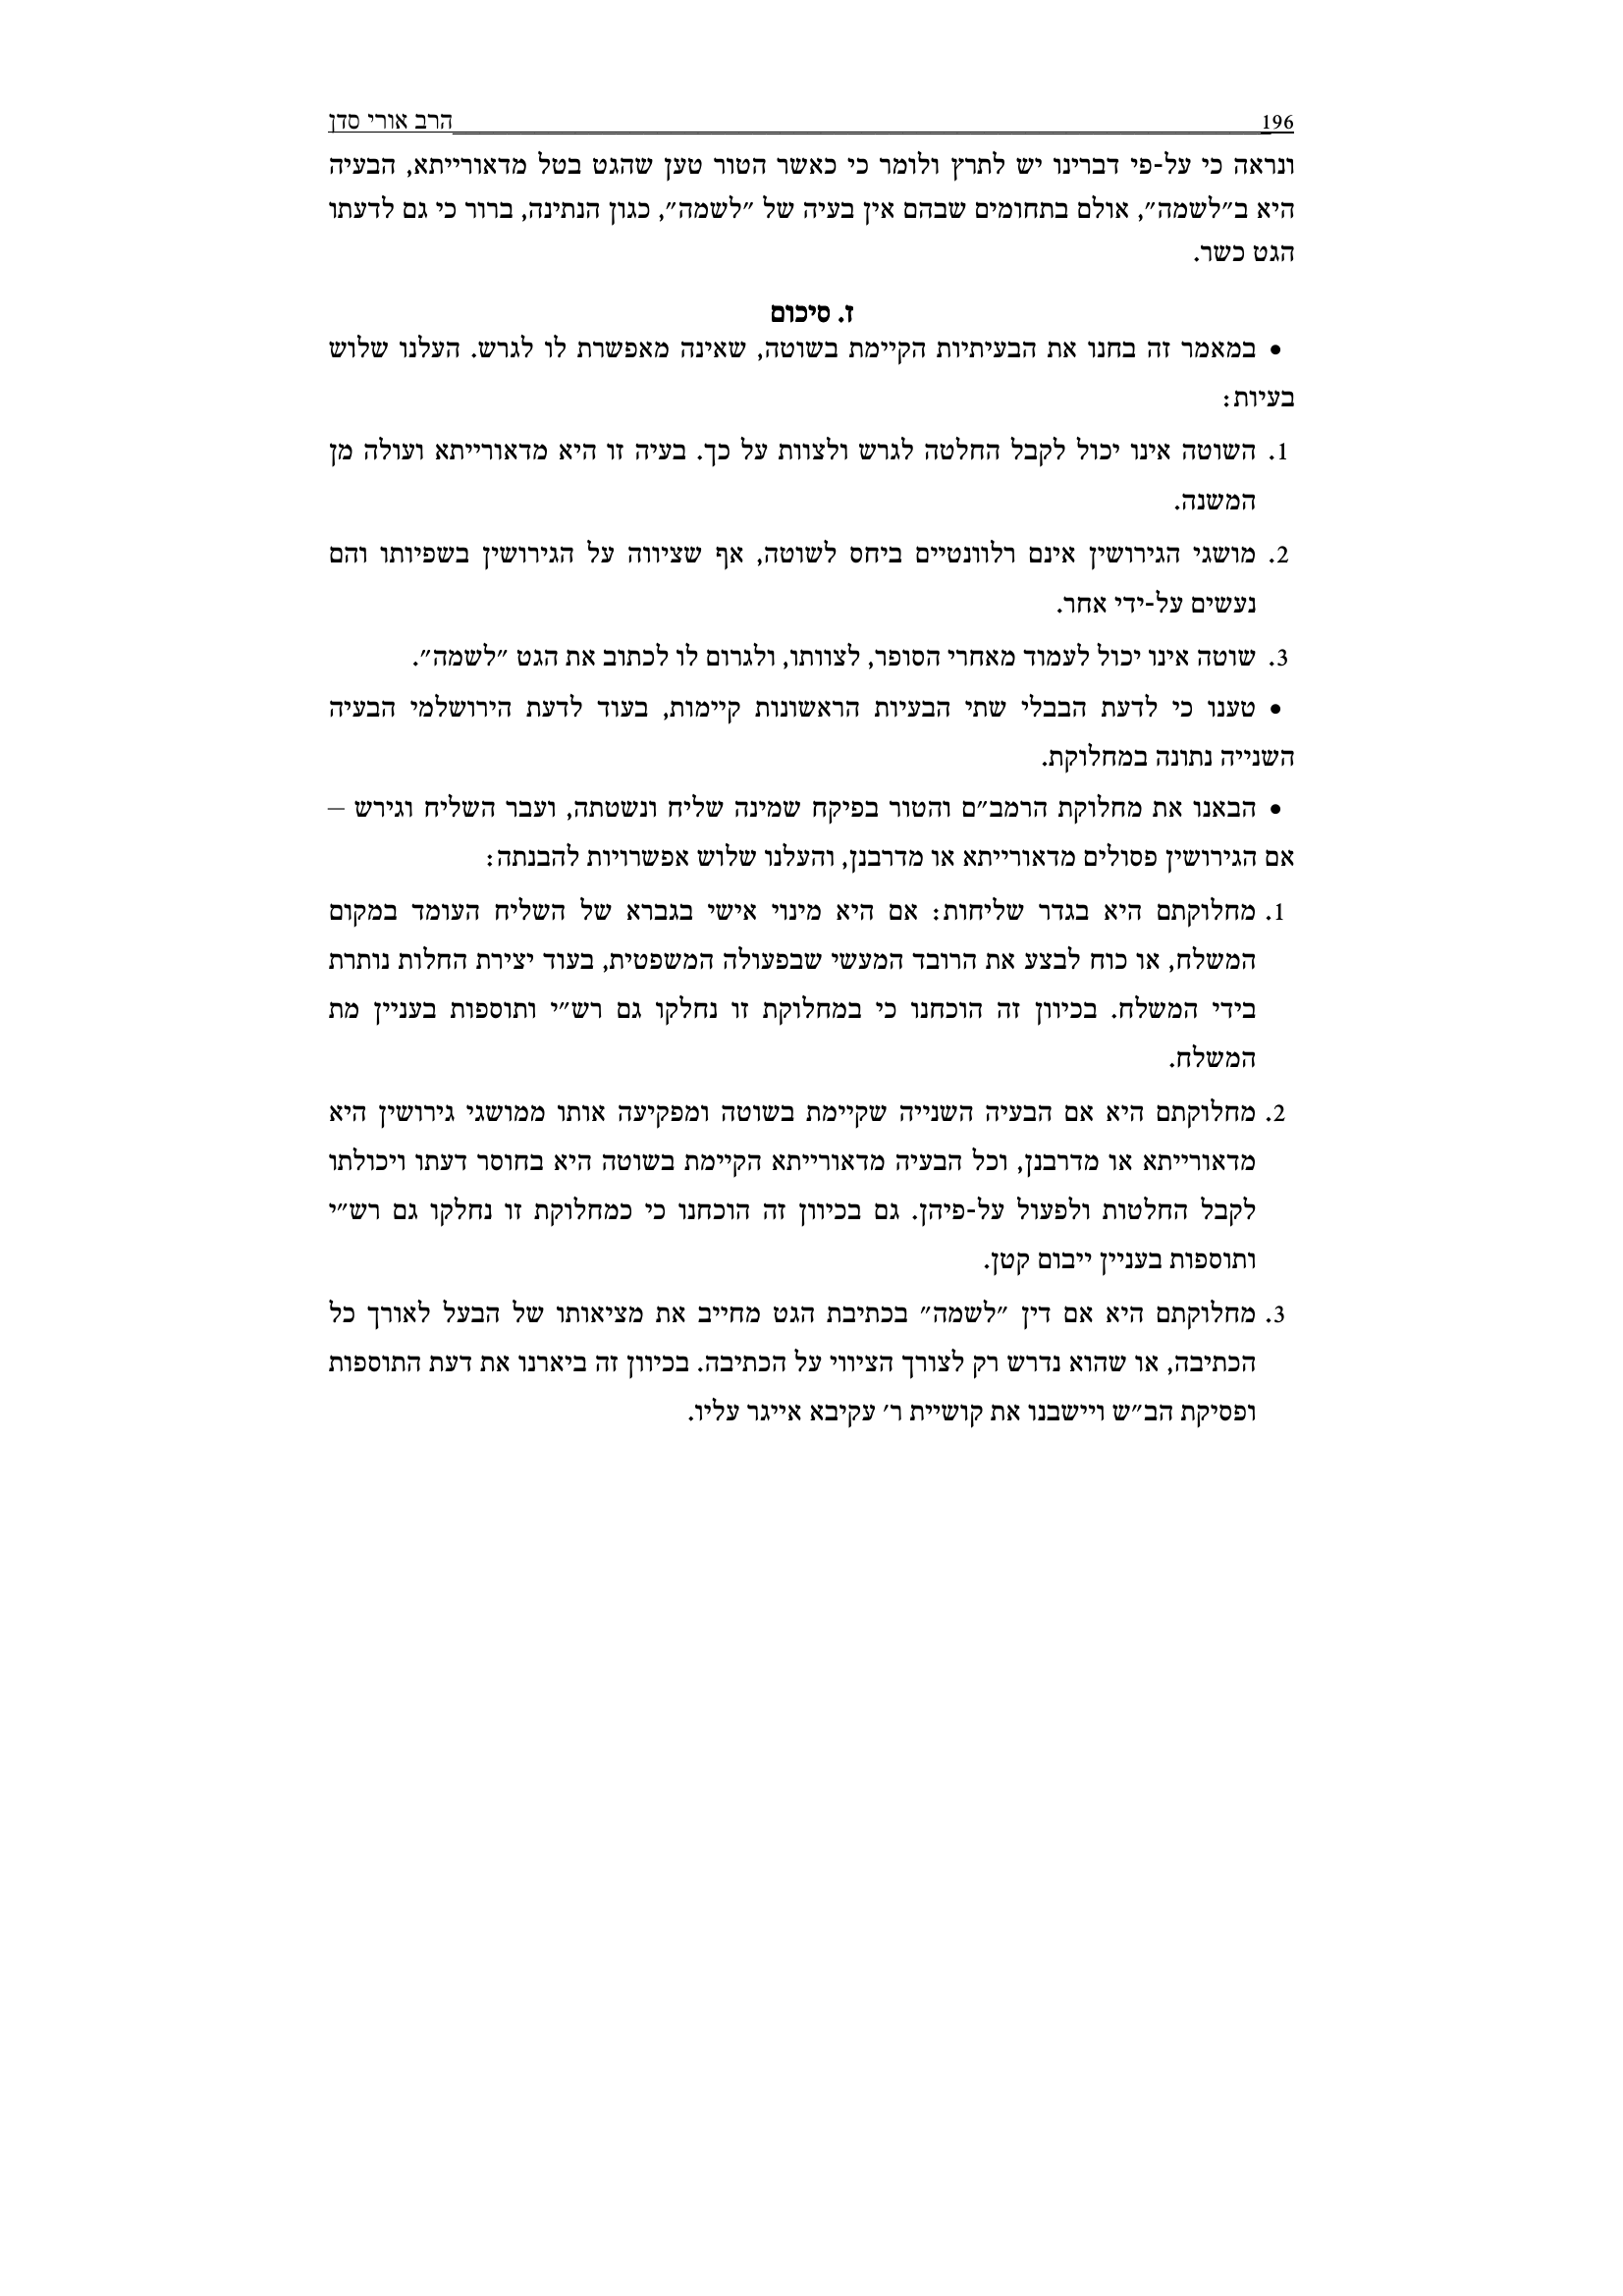 196 הרב אורי סדן
ונראה כי על-פי דברינו יש לתרץ ולומר כי כאשר הטור טען שהגט בטל מדאורייתא, הבעיה
היא ב״לשמה״, אולם בתחומים שבהם אין בעיה של ״לשמה״, כגון הנתינה, ברור כי גם לדעתו
הגט כשר.
ז. סיכום
• במאמר זה בחנו את הבעיתיות הקיימת בשוטה, שאינה מאפשרת לו לגרש. העלנו שלוש
בעיות:
1. השוטה אינו יכול לקבל החלטה לגרש ולצוות על כך. בעיה זו היא מדאורייתא ועולה מן
המשנה.
2. מושגי הגירושין אינם רלוונטיים ביחס לשוטה, אף שציווה על הגירושין בשפיותו והם
נעשים על-ידי אחר.
3. שוטה אינו יכול לעמוד מאחרי הסופר, לצוותו, ולגרום לו לכתוב את הגט ״לשמה״.
• טענו כי לדעת הבבלי שתי הבעיות הראשונות קיימות, בעוד לדעת הירושלמי הבעיה
השנייה נתונה במחלוקת.
• הבאנו את מחלוקת הרמב״ם והטור בפיקח שמינה שליח ונשטתה, ועבר השליח וגירש –
אם הגירושין פסולים מדאורייתא או מדרבנן, והעלנו שלוש אפשרויות להבנתה:
1. מחלוקתם היא בגדר שליחות: אם היא מינוי אישי בגברא של השליח העומד במקום
המשלח, או כוח לבצע את הרובד המעשי שבפעולה המשפטית, בעוד יצירת החלות נותרת
בידי המשלח. בכיוון זה הוכחנו כי במחלוקת זו נחלקו גם רש״י ותוספות בעניין מת
המשלח.
2. מחלוקתם היא אם הבעיה השנייה שקיימת בשוטה ומפקיעה אותו ממושגי גירושין היא
מדאורייתא או מדרבנן, וכל הבעיה מדאורייתא הקיימת בשוטה היא בחוסר דעתו ויכולתו
לקבל החלטות ולפעול על-פיהן. גם בכיוון זה הוכחנו כי כמחלוקת זו נחלקו גם רש״י
ותוספות בעניין ייבום קטן.
3. מחלוקתם היא אם דין ״לשמה״ בכתיבת הגט מחייב את מציאותו של הבעל לאורך כל
הכתיבה, או שהוא נדרש רק לצורך הציווי על הכתיבה. בכיוון זה ביארנו את דעת התוספות
ופסיקת הב״ש ויישבנו את קושיית ר׳ עקיבא אייגר עליו.